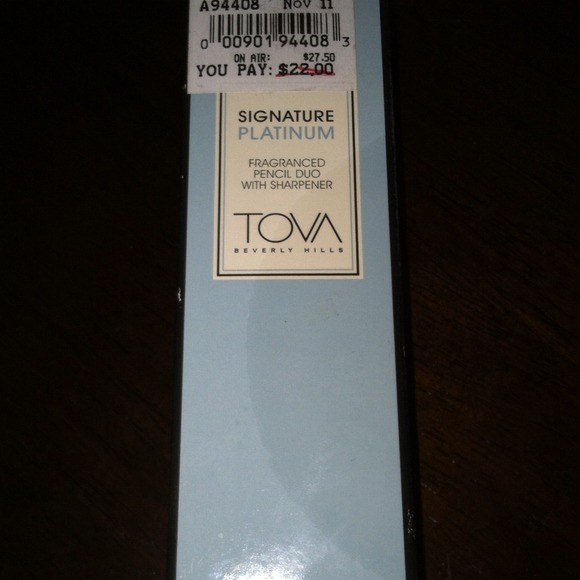 A94408 NOV 11
0 00901 94408 3
ON AIR: $27.50
YOU PAY: $22.00
SIGNATURE
PLATINUM
FRAGRANCED
PENCIL DUO
WITH SHARPENER
TOVA
BEVERLY HILLS